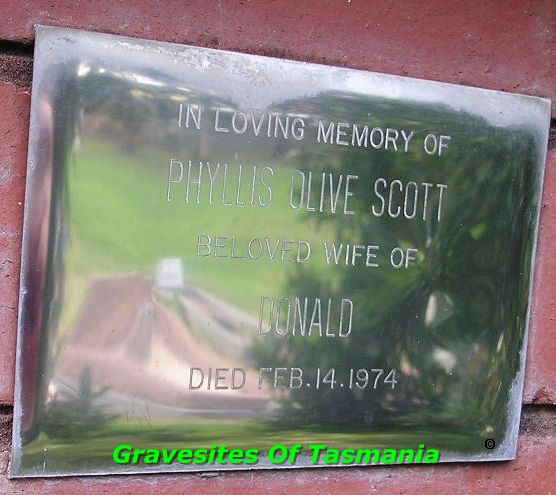 IN LOVING MEMORY OF
PHYLLIS OLIVE SCOTT
BELOVED WIFE OF
DONALD
DIED FEB.14.1974
Gravesites Of Tasmania